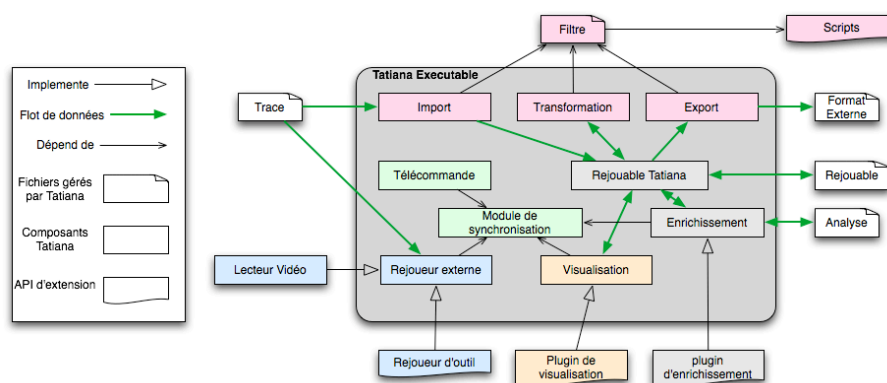 Filtre
Scripts
Tatiana Executable
Implemente
Flot de données
Dépend de
Fichiers gérés
par Tatiana
Composants
Tatiana
API d'extension
Trace
Import
Transformation
Export
Format
Externe
Télécommande
Rejouable Tatiana
Rejouable
Module de
synchronisation
Enrichissement
Analyse
Lecteur Vidéo
Rejoueur externe
Visualisation
Rejoueur d'outil
Plugin de
visualisation
plugin
d'enrichissement